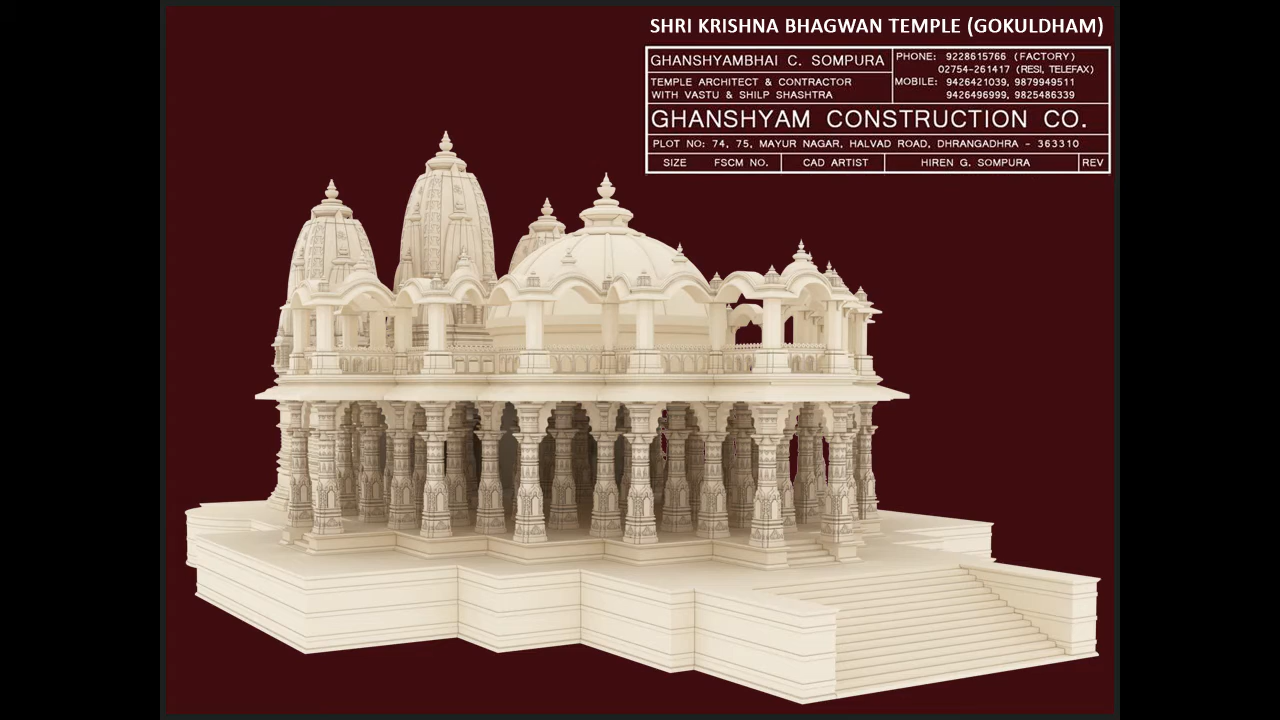 SHRI KRISHNA BHAGWAN TEMPLE (GOKULDHAM)
GHANSHYAMBHAI C. SOMPURA
TEMPLE ARCHITECT & CONTRACTOR
WITH VASTU & SHILP SHASHTRA
PHONE: 9228615766 (FACTORY)
02754-261417 (RESI, TELEFAX)
MOBILE: 9426421039, 9879949511
9426496999, 9825486339
GHANSHYAM CONSTRUCTION CO.
PLOT NO: 74, 75, MAYUR NAGAR, HALVAD ROAD, DHRANGADHRA - 363310
SIZE FSCM NO. CAD ARTIST HIREN G. SOMPURA REV